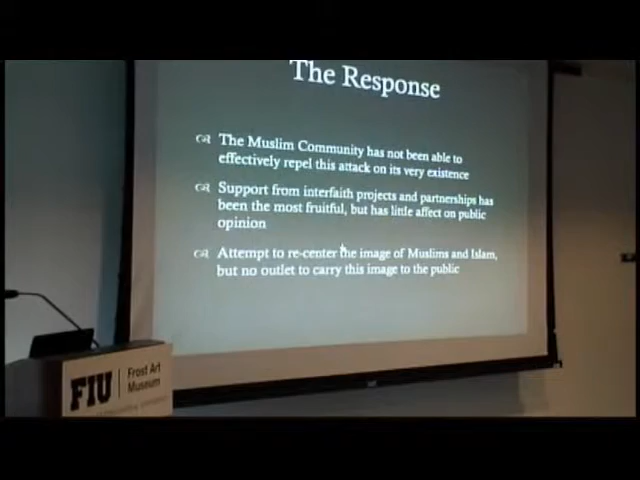 The Response
The Muslim Community has not been able to
effectively repel this attack on its very existence
Support from interfaith projects and partnerships has
been the most fruitful, but has little affect on public
opinion
Attempt to re-center the image of Muslims and Islam,
but no outlet to carry this image to the public
FIU Frost Art
Museum